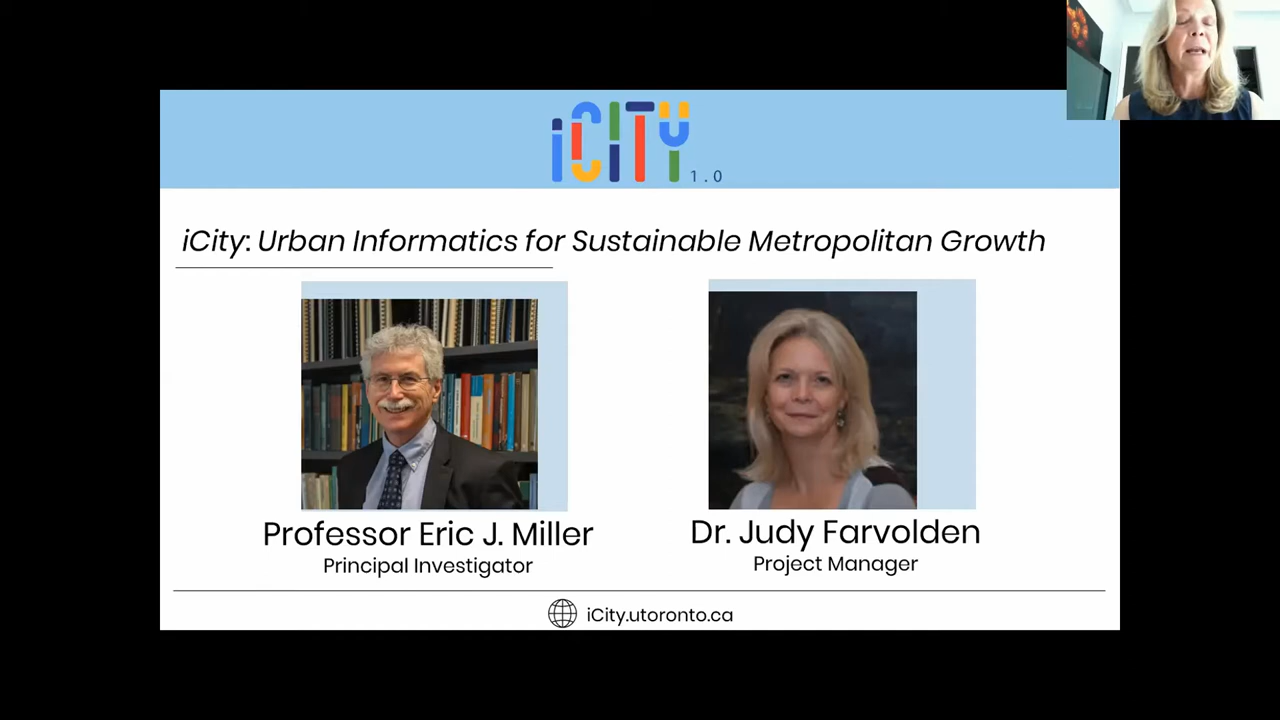 iCITY 1.0
iCity: Urban Informatics for Sustainable Metropolitan Growth
Professor Eric J. Miller
Principal Investigator
Dr. Judy Farvolden
Project Manager
iCity.utoronto.ca